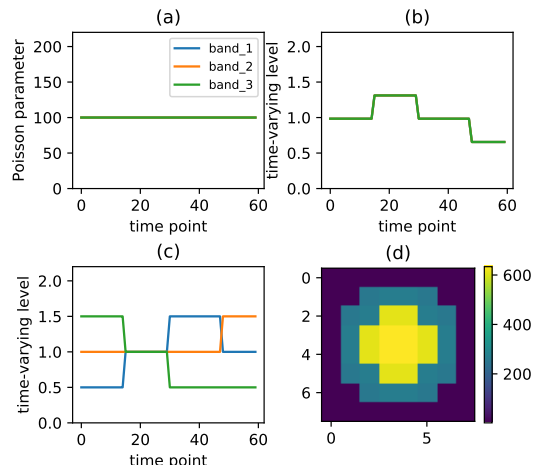 (a)
Poisson parameter
200
150
100
50
0
band_1
band_2
band_3
0 20 40 60
time point
(b)
time-varying level
2.0
1.5
1.0
0.5
0.0
0 20 40 60
time point
(c)
time-varying level
2.0
1.5
1.0
0.5
0.0
0 20 40 60
time point
(d)
0
2
4
6
0 5
600
400
200